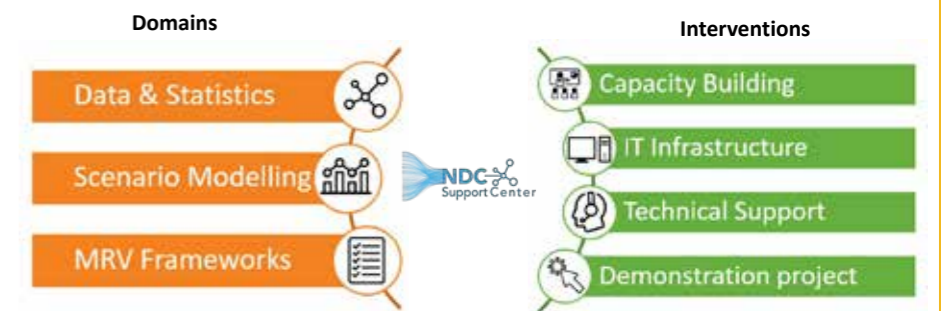 Domains
Data & Statistics
Scenario Modelling
MRV Frameworks
NDC
Support Center
Interventions
Capacity Building
IT Infrastructure
Technical Support
Demonstration project